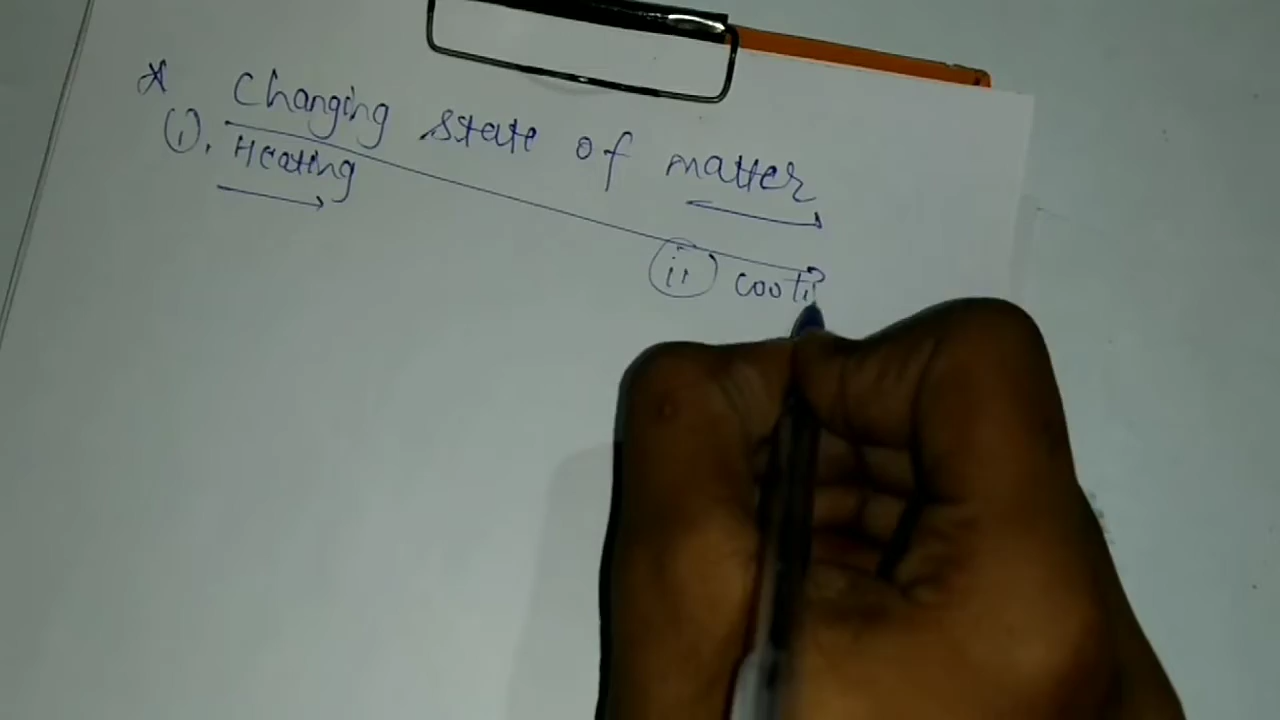 * Changing state of matter
(i). Heating
(ii) cooli